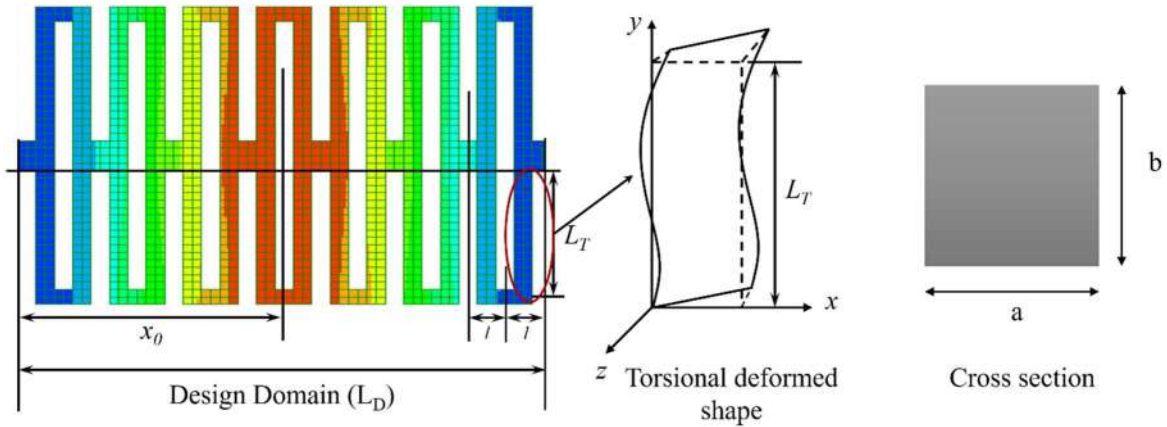 y
L_T
L_T
x_0
l
l
Design Domain (L_D)
x
z
Torsional deformed
shape
b
a
Cross section